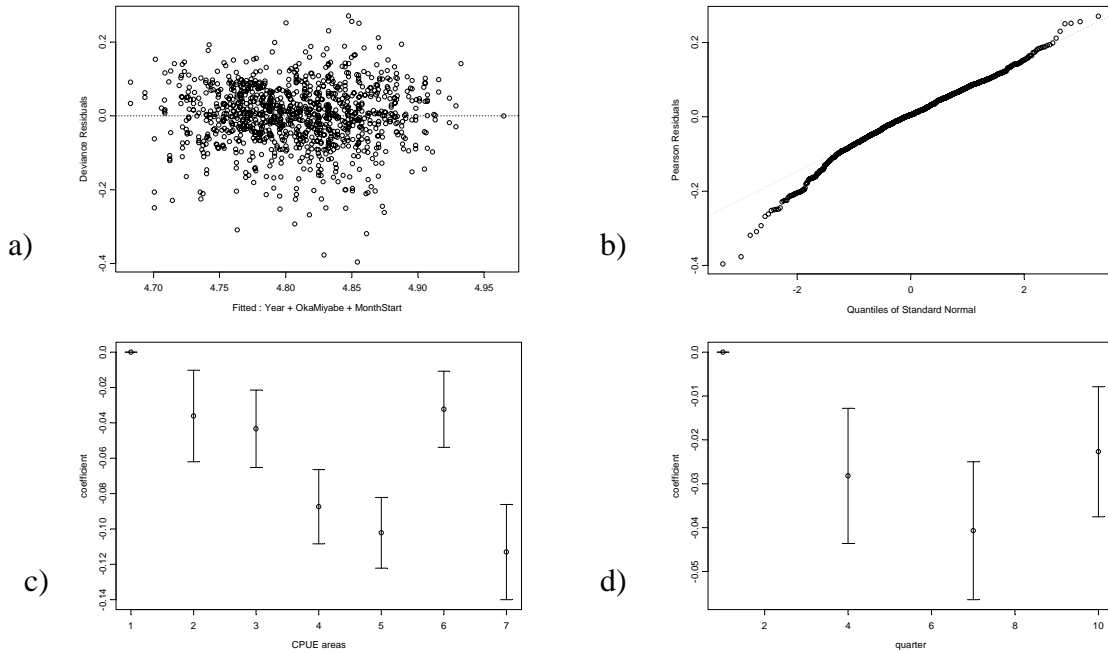 a)
Deviance Residuals
0.2
0.0
-0.2
-0.4
4.70 4.75 4.80 4.85 4.90 4.95
Fitted : Year + OkaMiyabe + MonthStart
b)
Pearson Residuals
0.2
0.0
-0.2
-0.4
-2 0 2
Quantiles of Standard Normal
c)
coefficient
0.0
-0.02
-0.04
-0.06
-0.08
-0.10
-0.12
-0.14
1 2 3 4 5 6 7
CPUE areas
d)
coefficient
0.0
-0.01
-0.02
-0.03
-0.04
-0.05
2 4 6 8 10
quarter